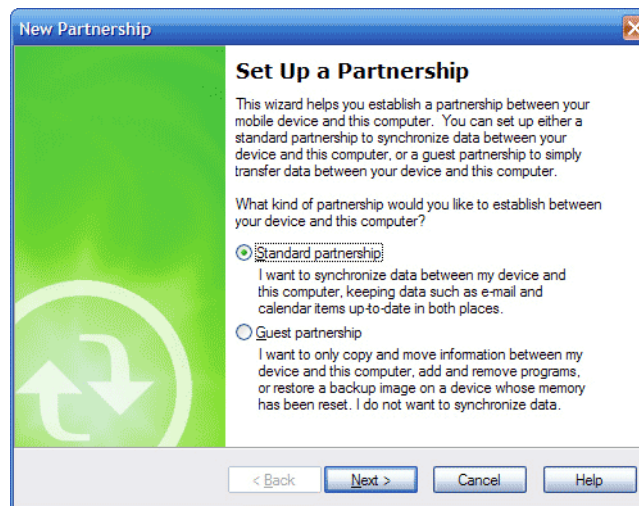 New Partnership
Set Up a Partnership
This wizard helps you establish a partnership between your
mobile device and this computer.  You can set up either a
standard partnership to synchronize data between your
device and this computer, or a guest partnership to simply
transfer data between your device and this computer.
What kind of partnership would you like to establish between
your device and this computer?
Standard partnership
I want to synchronize data between my device and
this computer, keeping data such as e-mail and
calendar items up-to-date in both places.
Guest partnership
I want to only copy and move information between my
device and this computer, add and remove programs,
or restore a backup image on a device whose memory
has been reset. I do not want to synchronize data.
< Back
Next >
Cancel
Help